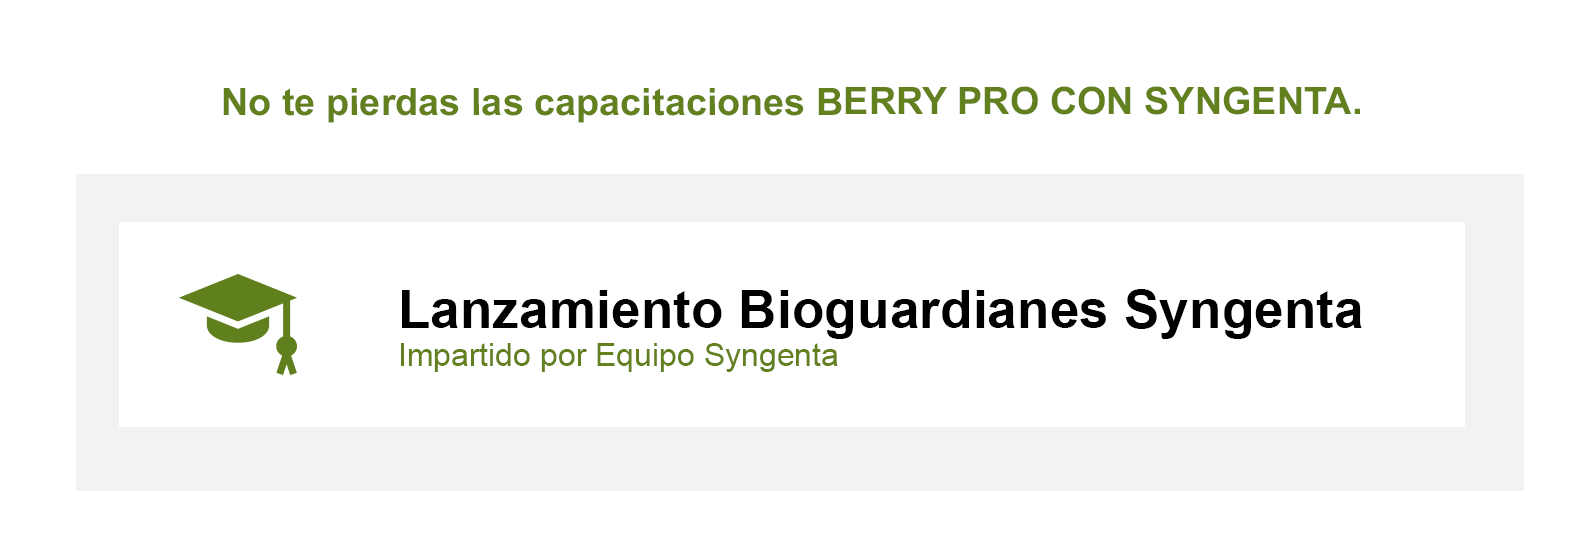 No te pierdas las capacitaciones BERRY PRO CON SYNGENTA.
Lanzamiento Bioguardianes Syngenta
Impartido por Equipo Syngenta